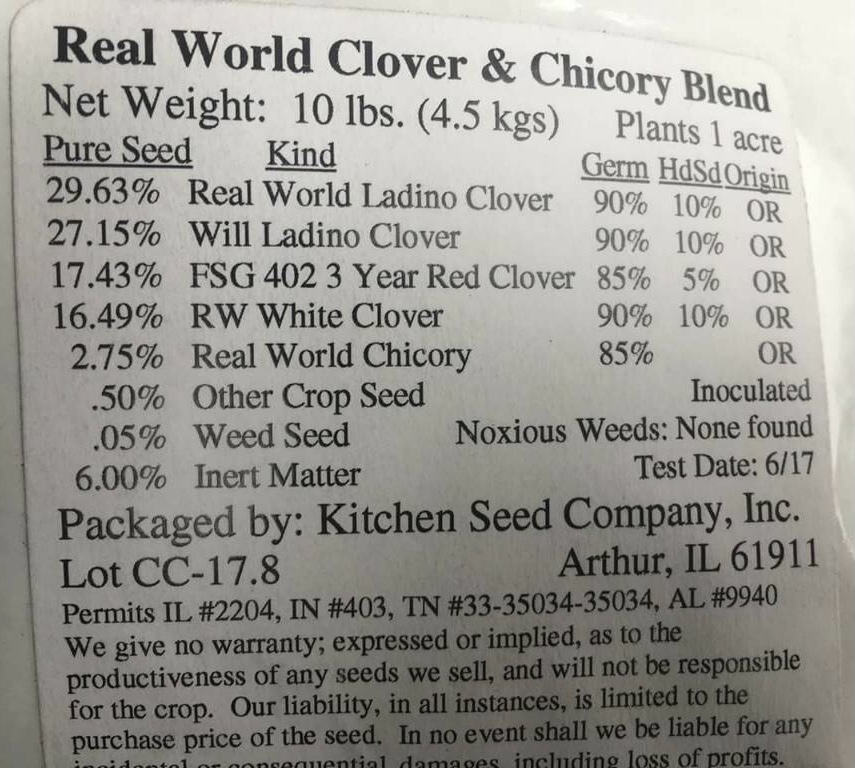 Real World Clover & Chicory Blend
Net Weight: 10 lbs. (4.5 kgs) Plants 1 acre
Pure Seed Kind Germ HdSd Origin
29.63% Real World Ladino Clover 90% 10% OR
27.15% Will Ladino Clover 90% 10% OR
17.43% FSG 402 3 Year Red Clover 85% 5% OR
16.49% RW White Clover 90% 10% OR
2.75% Real World Chicory 85% OR
.50% Other Crop Seed Inoculated
.05% Weed Seed Noxious Weeds: None found
6.00% Inert Matter Test Date: 6/17
Packaged by: Kitchen Seed Company, Inc.
Lot CC-17.8 Arthur, IL 61911
Permits IL #2204, IN #403, TN #33-35034-35034, AL #9940
We give no warranty; expressed or implied, as to the
productiveness of any seeds we sell, and will not be responsible
for the crop. Our liability, in all instances, is limited to the
purchase price of the seed. In no event shall we be liable for any
incidental or consequential damages, including loss of profits.